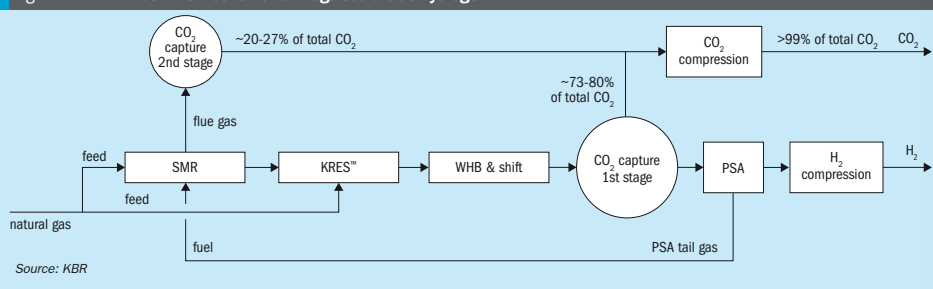 CO2
capture
2nd stage
~20-27% of total CO2
CO2
compression
>99% of total CO2
CO2
~73-80%
of total CO2
flue gas
feed
SMR
KRES™
WHB & shift
CO2 capture
1st stage
PSA
H2
compression
H2
feed
natural gas
fuel
PSA tail gas
Source: KBR